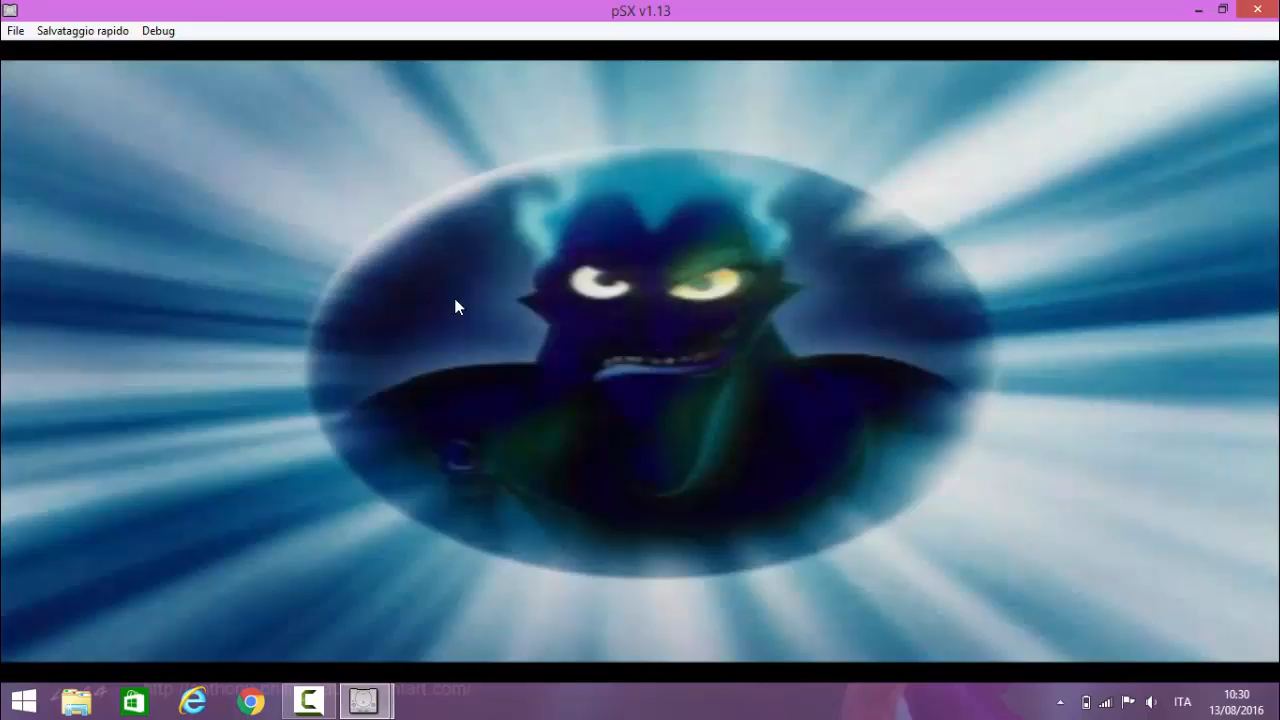 pSX v1.13
File Salvataggio rapido Debug
ITA
10:30
13/08/2016